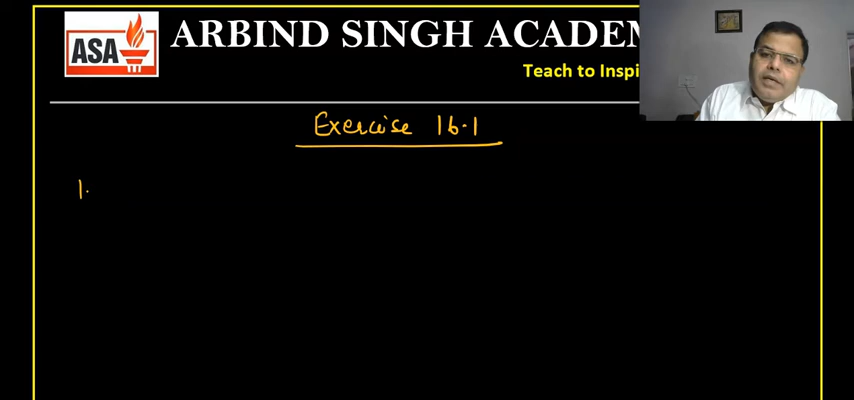 ASA
ARBIND SINGH ACADEM
Teach to Inspi
Exercise 16.1
1.